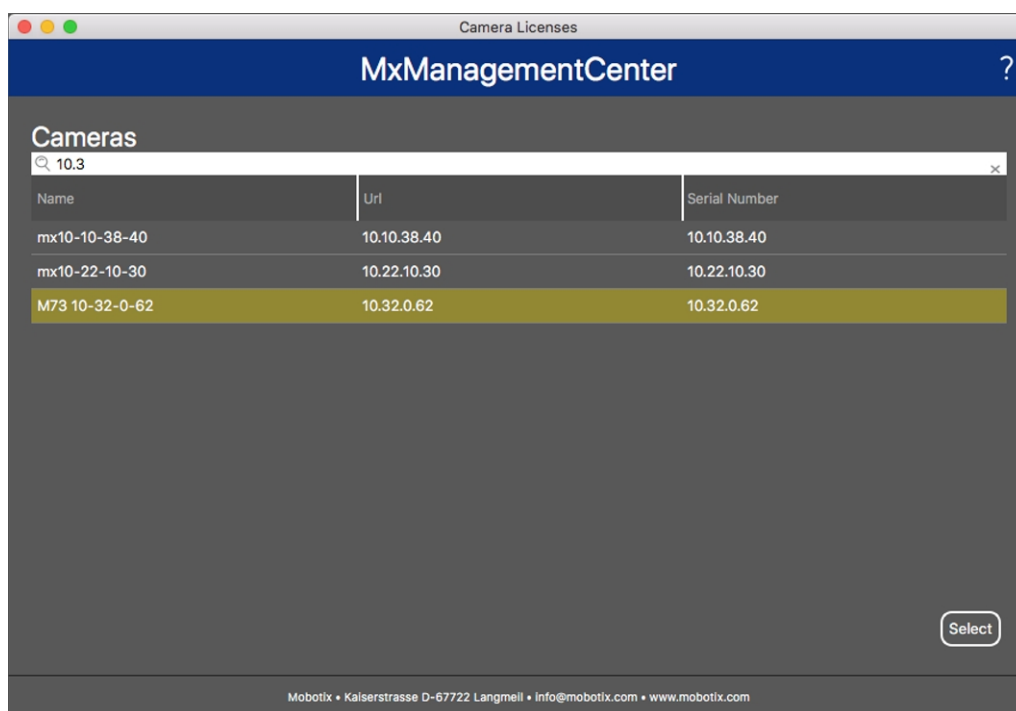 Camera Licenses
MxManagementCenter ?
Cameras
10.3 ×
Name Url Serial Number
mx10-10-38-40 10.10.38.40 10.10.38.40
mx10-22-10-30 10.22.10.30 10.22.10.30
M73 10-32-0-62 10.32.0.62 10.32.0.62
Select
Mobotix • Kaiserstrasse D-67722 Langmeil • info@mobotix.com • www.mobotix.com